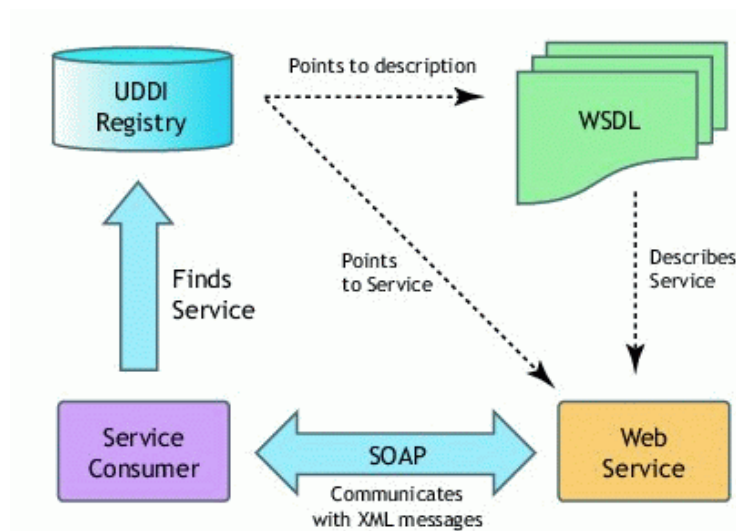 UDDI
Registry
Points to description
WSDL
Finds
Service
Points
to Service
Describes
Service
Service
Consumer
SOAP
Communicates
with XML messages
Web
Service